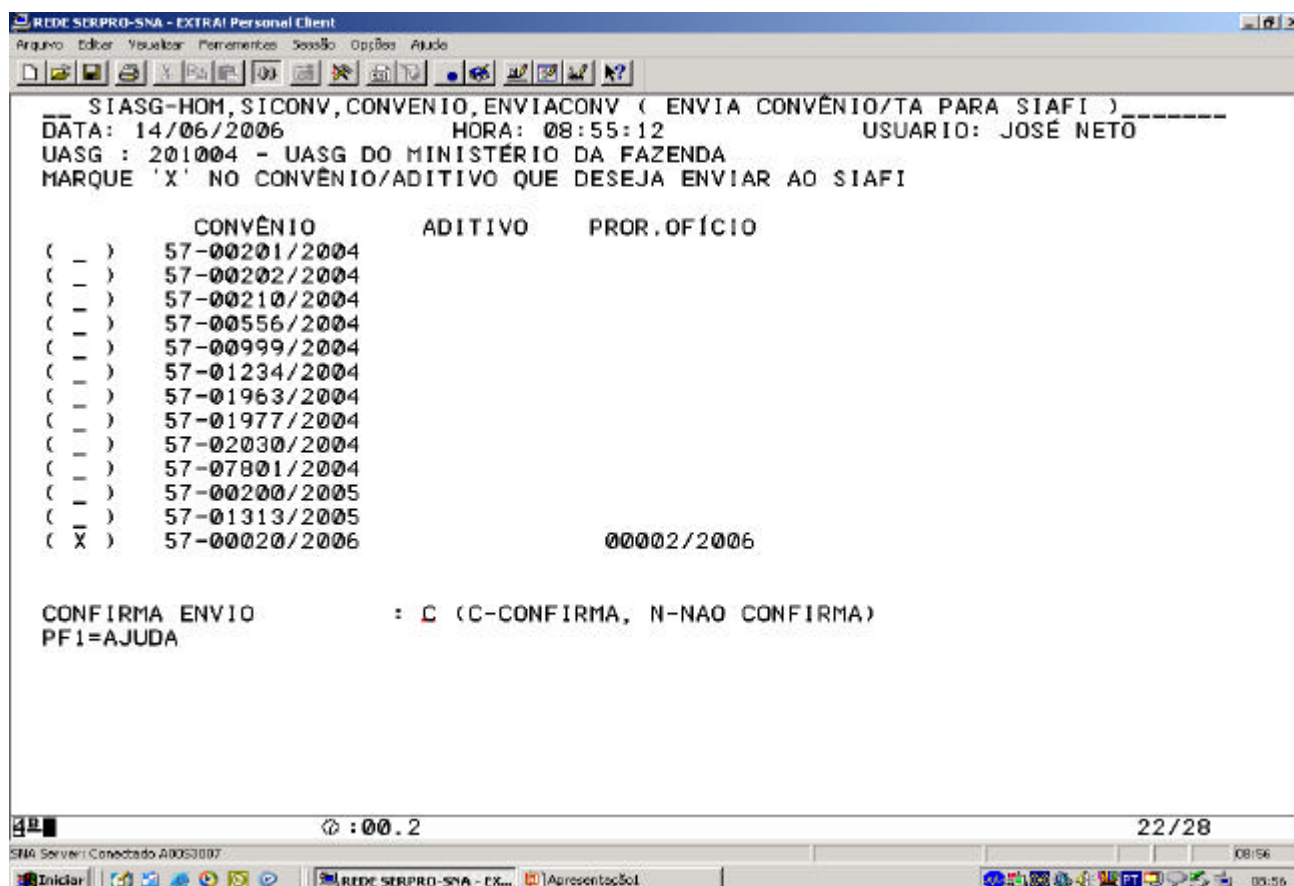 REDE SERPRO-SNA - EXTRA! Personal Client
Arquivo Editar Visualizar Ferramentas Sessão Opções Ajuda
__ SIASG-HOM,SICONV,CONVENIO,ENVIACONV ( ENVIA CONVÊNIO/TA PARA SIAFI )_______
DATA: 14/06/2006 HORA: 08:55:12 USUARIO: JOSÉ NETO
UASG : 201004 - UASG DO MINISTÉRIO DA FAZENDA
MARQUE 'X' NO CONVÊNIO/ADITIVO QUE DESEJA ENVIAR AO SIAFI
CONVÊNIO ADITIVO PROR.OFÍCIO
( _ ) 57-00201/2004
( _ ) 57-00202/2004
( _ ) 57-00210/2004
( _ ) 57-00556/2004
( _ ) 57-00999/2004
( _ ) 57-01234/2004
( _ ) 57-01963/2004
( _ ) 57-01977/2004
( _ ) 57-02030/2004
( _ ) 57-07801/2004
( _ ) 57-00200/2005
( _ ) 57-01313/2005
( X ) 57-00020/2006 00002/2006
CONFIRMA ENVIO : C (C-CONFIRMA, N-NAO CONFIRMA)
PF1=AJUDA
:00.2 22/28
SNA Server: Conectado 08:56
Iniciar REDE SERPRO-SNA - EX... Apresentação1 PT 08:56